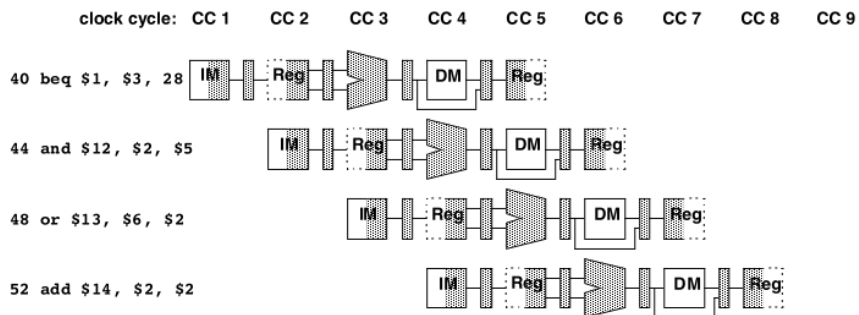 clock cycle: CC 1 CC 2 CC 3 CC 4 CC 5 CC 6 CC 7 CC 8 CC 9
40 beq $1, $3, 28 IM Reg DM Reg
44 and $12, $2, $5 IM Reg DM Reg
48 or $13, $6, $2 IM Reg DM Reg
52 add $14, $2, $2 IM Reg DM Reg